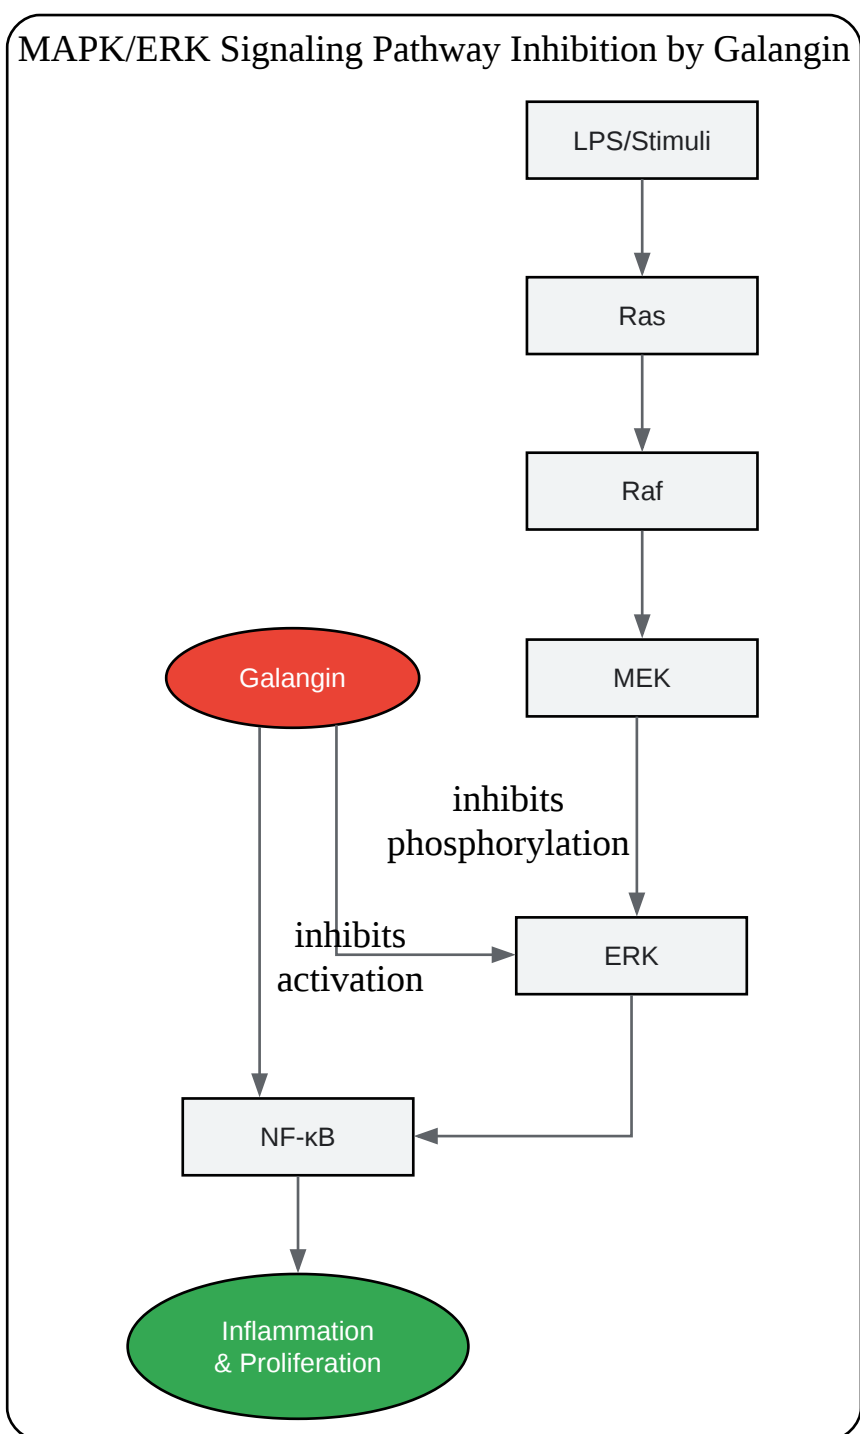 MAPK/ERK Signaling Pathway Inhibition by Galangin
LPS/Stimuli
Ras
Raf
Galangin
MEK
inhibits
phosphorylation
inhibits
activation
ERK
NF-κB
Inflammation
& Proliferation